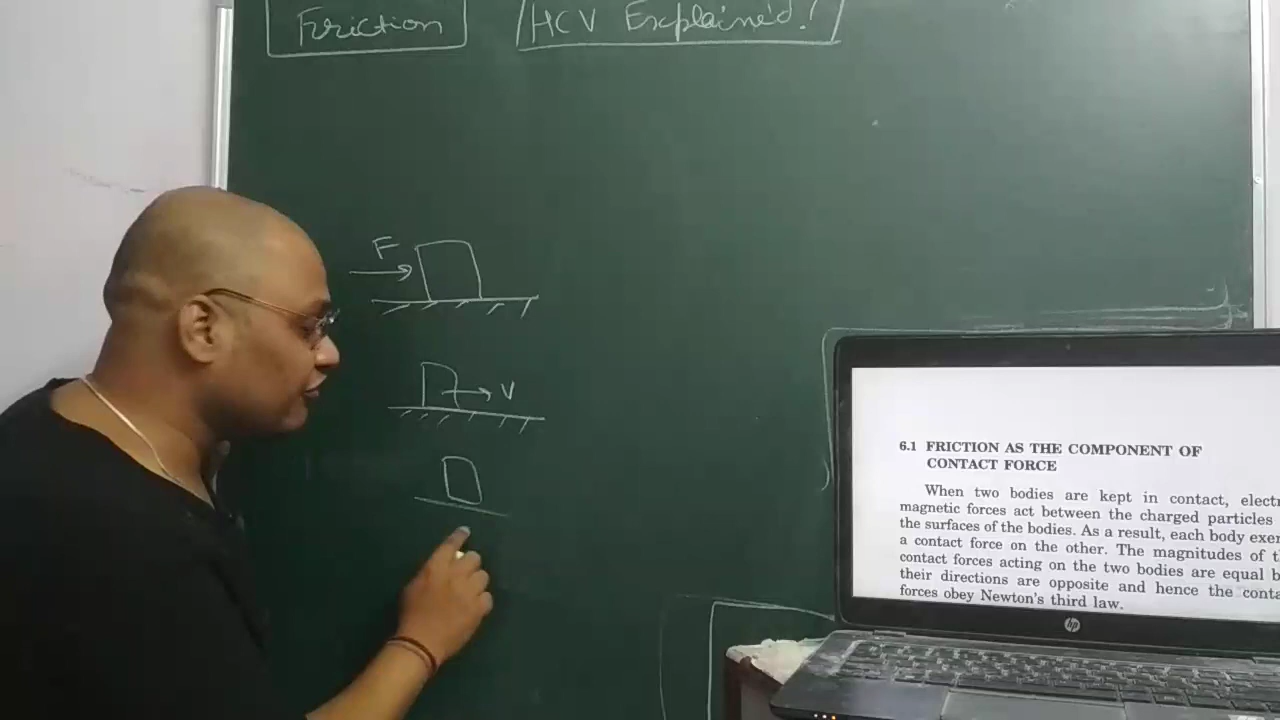 Friction
HCV Explained!
F
V
6.1 FRICTION AS THE COMPONENT OF
CONTACT FORCE
When two bodies are kept in contact, electr
magnetic forces act between the charged particles
the surfaces of the bodies. As a result, each body exer
a contact force on the other. The magnitudes of t
contact forces acting on the two bodies are equal b
their directions are opposite and hence the conta
forces obey Newton's third law.
hp